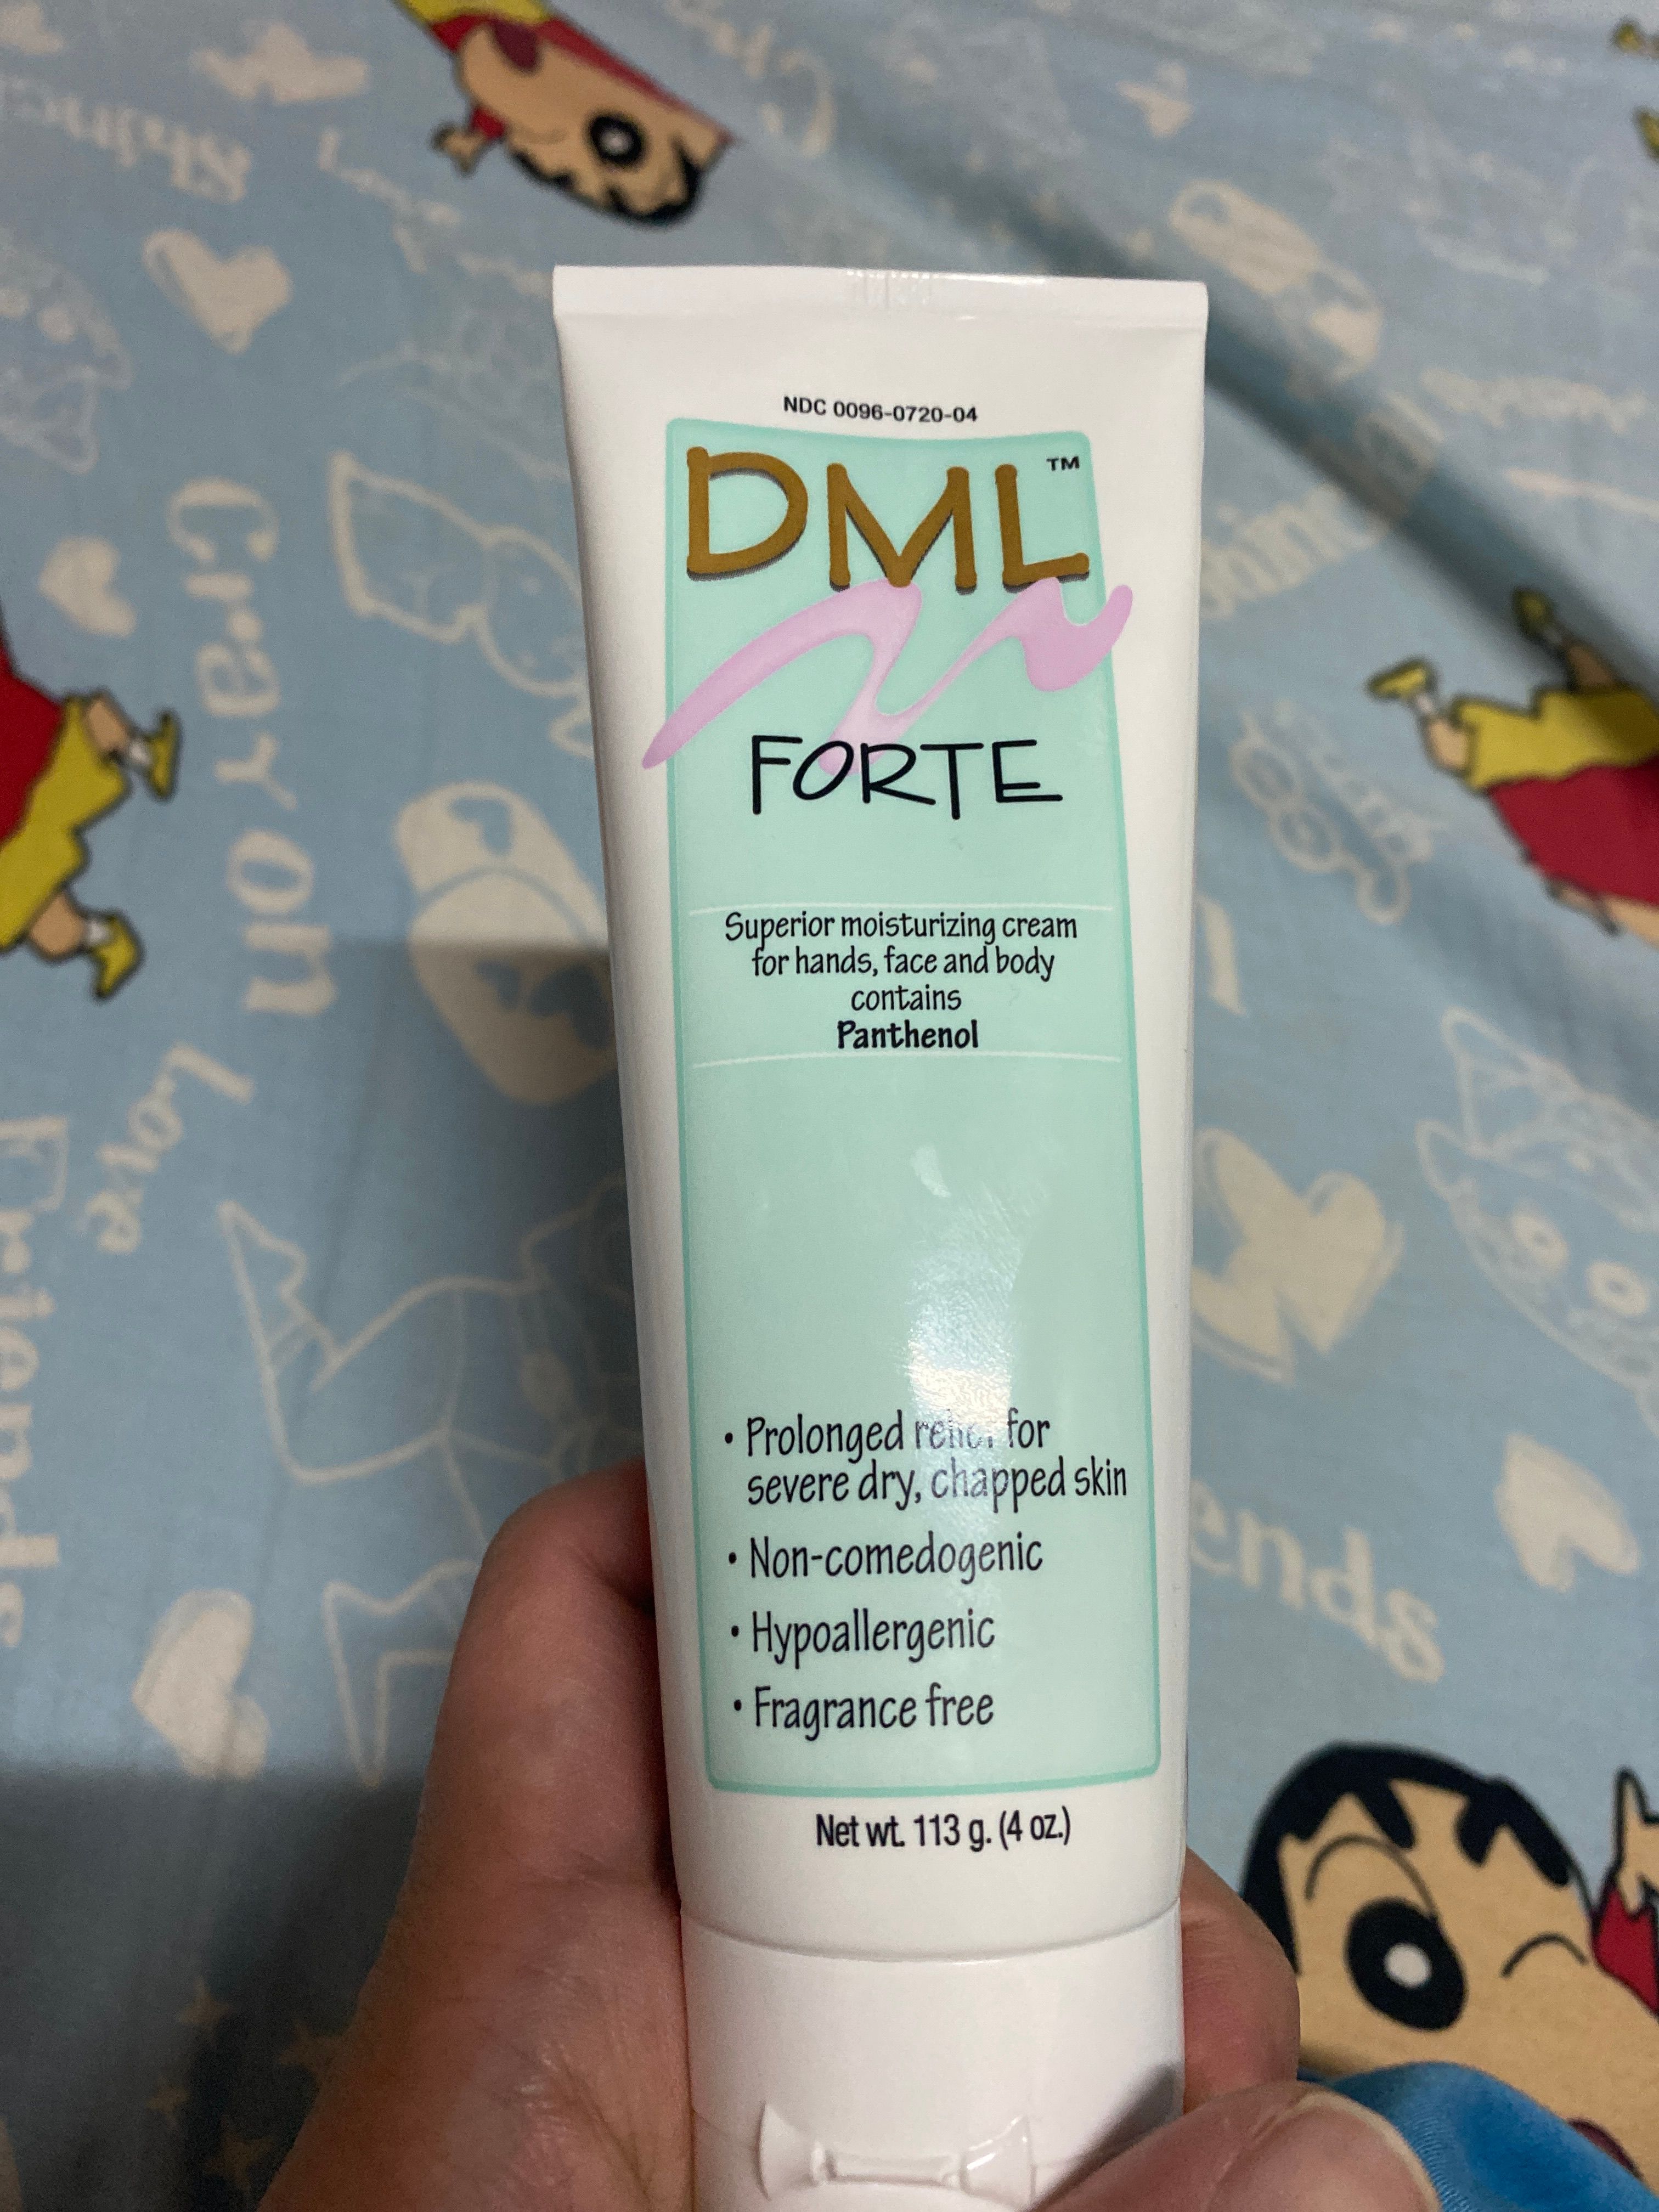 NDC 0096-0720-04
DML™
FORTE
Superior moisturizing cream
for hands, face and body
contains
Panthenol
• Prolonged relief for
severe dry, chapped skin
• Non-comedogenic
• Hypoallergenic
• Fragrance free
Net wt. 113 g. (4 oz.)
Crayon
Love
Friends
ends